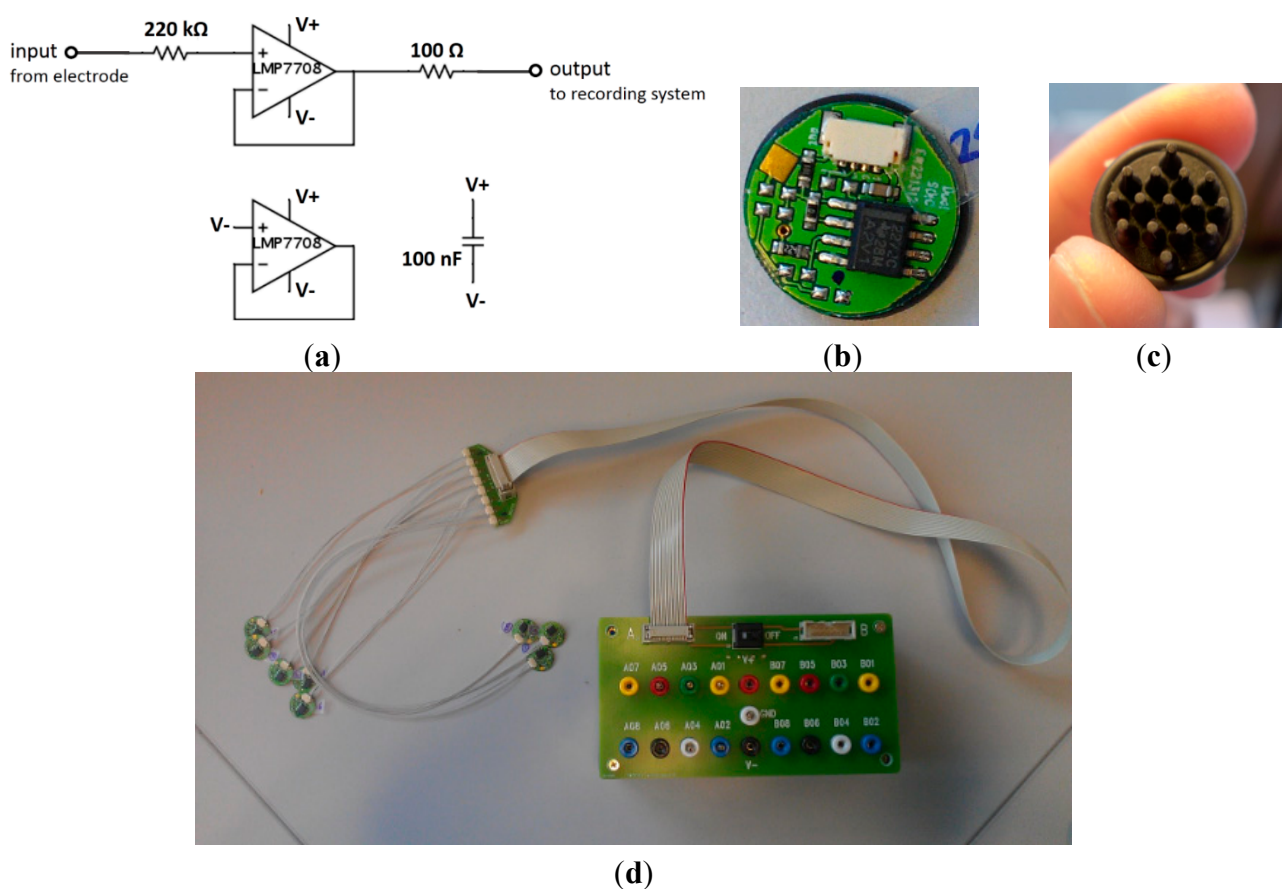 V+
220 kΩ
100 Ω
input
+
LMP7708
output
from electrode
to recording system
−
V-
V+
V+
V-
+
LMP7708
100 nF
−
V-
V-
(a)
(b)
(c)
A
ON
OFF
B
V+
A07
A05
A03
A01
B07
B05
B03
B01
GND
A08
A06
A04
A02
B08
B06
B04
B02
V-
(d)